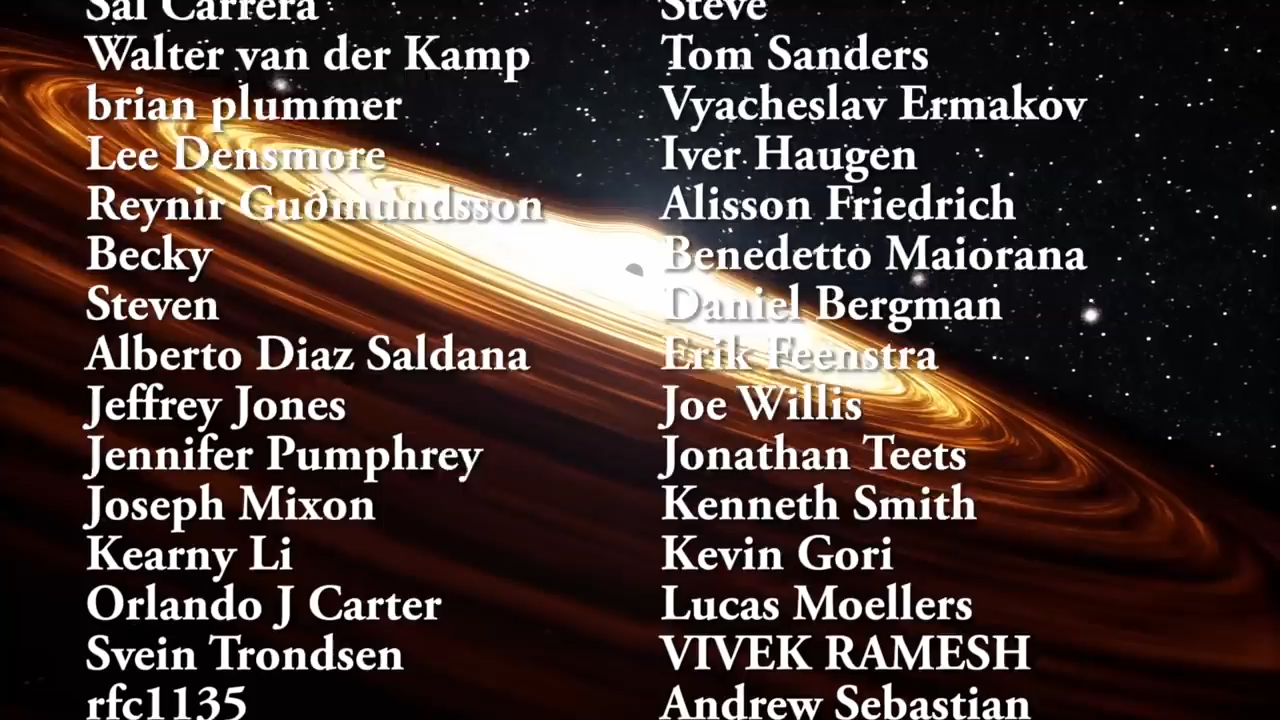 Sal Carrera
Walter van der Kamp
brian plummer
Lee Densmore
Reynir Guðmundsson
Becky
Steven
Alberto Diaz Saldana
Jeffrey Jones
Jennifer Pumphrey
Joseph Mixon
Kearny Li
Orlando J Carter
Svein Trondsen
rfc1135
Steve
Tom Sanders
Vyacheslav Ermakov
Iver Haugen
Alisson Friedrich
Benedetto Maiorana
Daniel Bergman
Erik Feenstra
Joe Willis
Jonathan Teets
Kenneth Smith
Kevin Gori
Lucas Moellers
VIVEK RAMESH
Andrew Sebastian